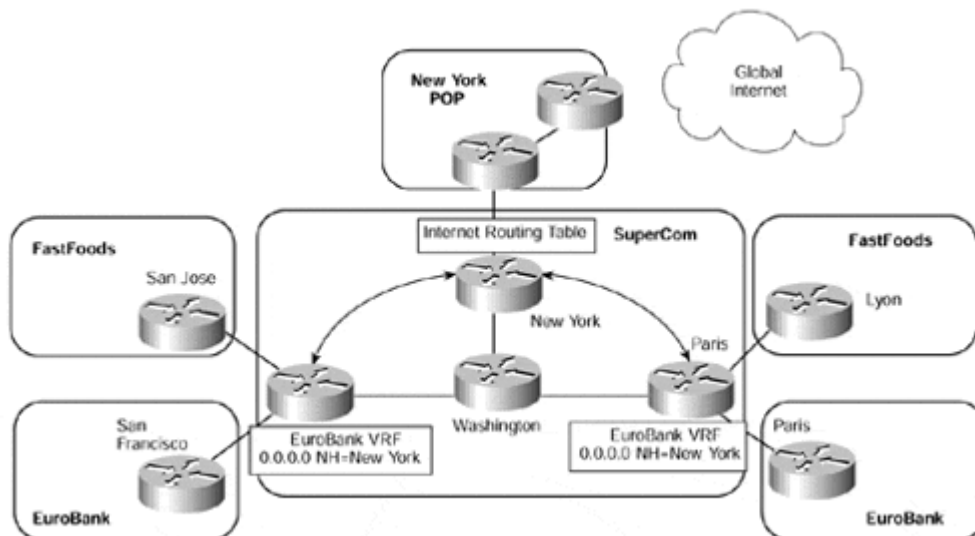 New York
POP
Global
Internet
Internet Routing Table
SuperCom
FastFoods
San Jose
New York
FastFoods
Lyon
Paris
Washington
San
Francisco
EuroBank VRF
0.0.0.0 NH=New York
EuroBank VRF
0.0.0.0 NH=New York
Paris
EuroBank
EuroBank